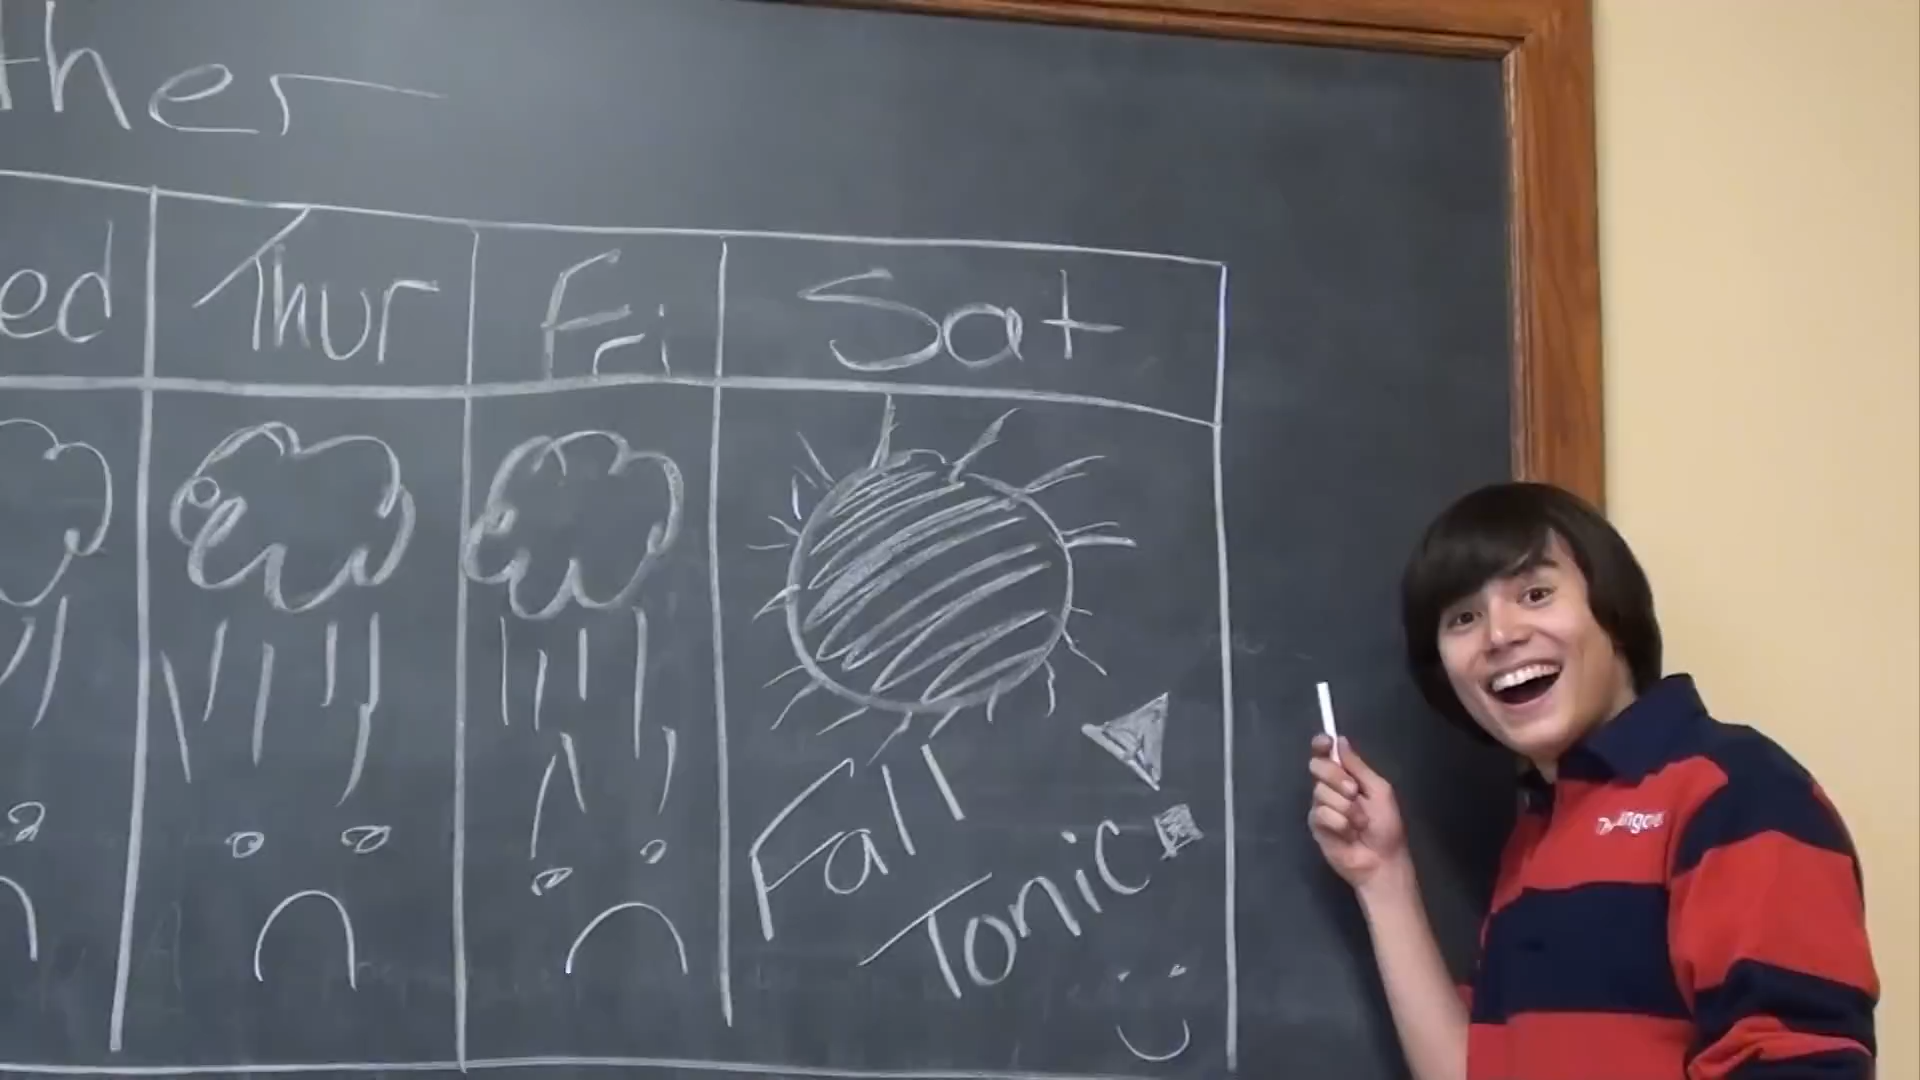 ther
ed Thur Fri Sat
Fall
Tonic